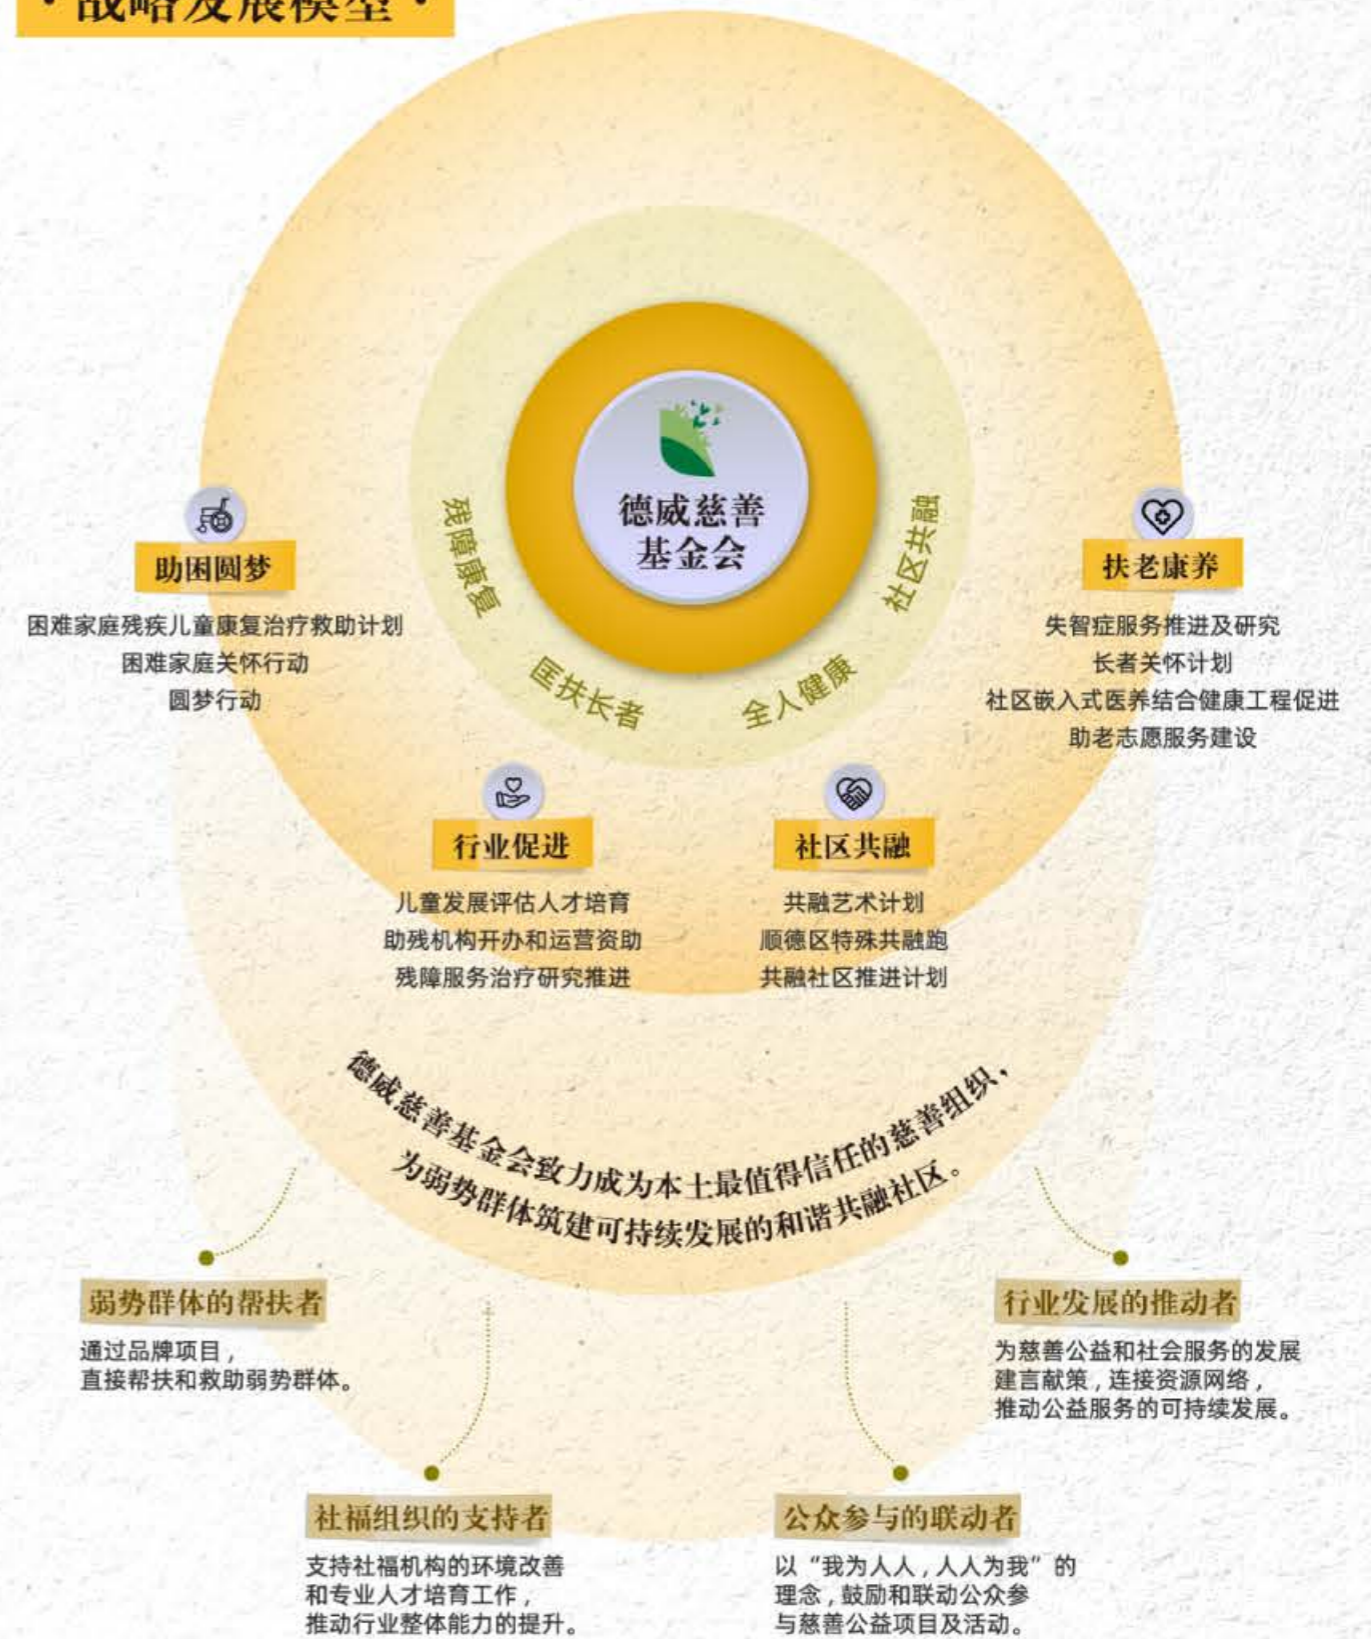 ·战略发展模型·
德威慈善
基金会
残障康复
匡扶长者
全人健康
社区共融
助困圆梦
困难家庭残疾儿童康复治疗救助计划
困难家庭关怀行动
圆梦行动
扶老康养
失智症服务推进及研究
长者关怀计划
社区嵌入式医养结合健康工程促进
助老志愿服务建设
行业促进
儿童发展评估人才培育
助残机构开办和运营资助
残障服务治疗研究推进
社区共融
共融艺术计划
顺德区特殊共融跑
共融社区推进计划
德威慈善基金会致力成为本土最值得信任的慈善组织，
为弱势群体筑建可持续发展的和谐共融社区。
弱势群体的帮扶者
通过品牌项目，
直接帮扶和救助弱势群体。
行业发展的推动者
为慈善公益和社会服务的发展
建言献策，连接资源网络，
推动公益服务的可持续发展。
社福组织的支持者
支持社福机构的环境改善
和专业人才培育工作，
推动行业整体能力的提升。
公众参与的联动者
以“我为人人，人人为我”的
理念，鼓励和联动公众参
与慈善公益项目及活动。